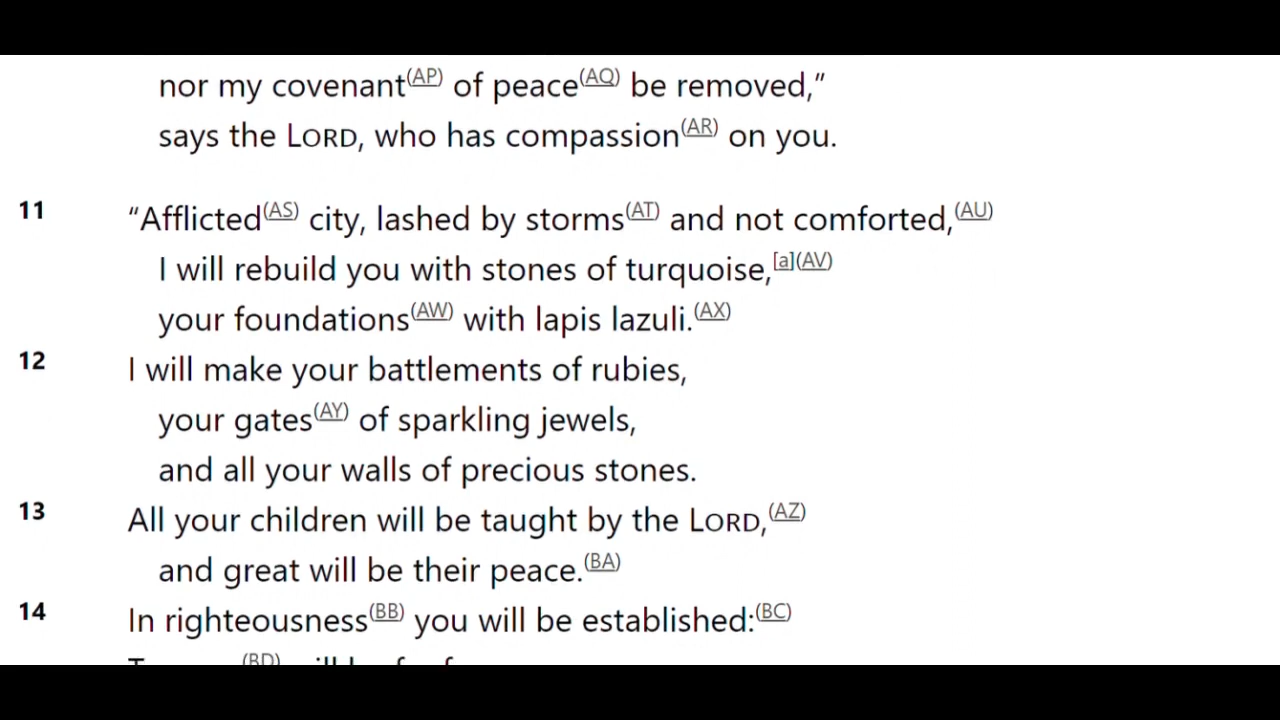 nor my covenant(AP) of peace(AQ) be removed,”
says the LORD, who has compassion(AR) on you.
11 “Afflicted(AS) city, lashed by storms(AT) and not comforted,(AU)
I will rebuild you with stones of turquoise,[a](AV)
your foundations(AW) with lapis lazuli.(AX)
12 I will make your battlements of rubies,
your gates(AY) of sparkling jewels,
and all your walls of precious stones.
13 All your children will be taught by the LORD,(AZ)
and great will be their peace.(BA)
14 In righteousness(BB) you will be established:(BC)
(BD)